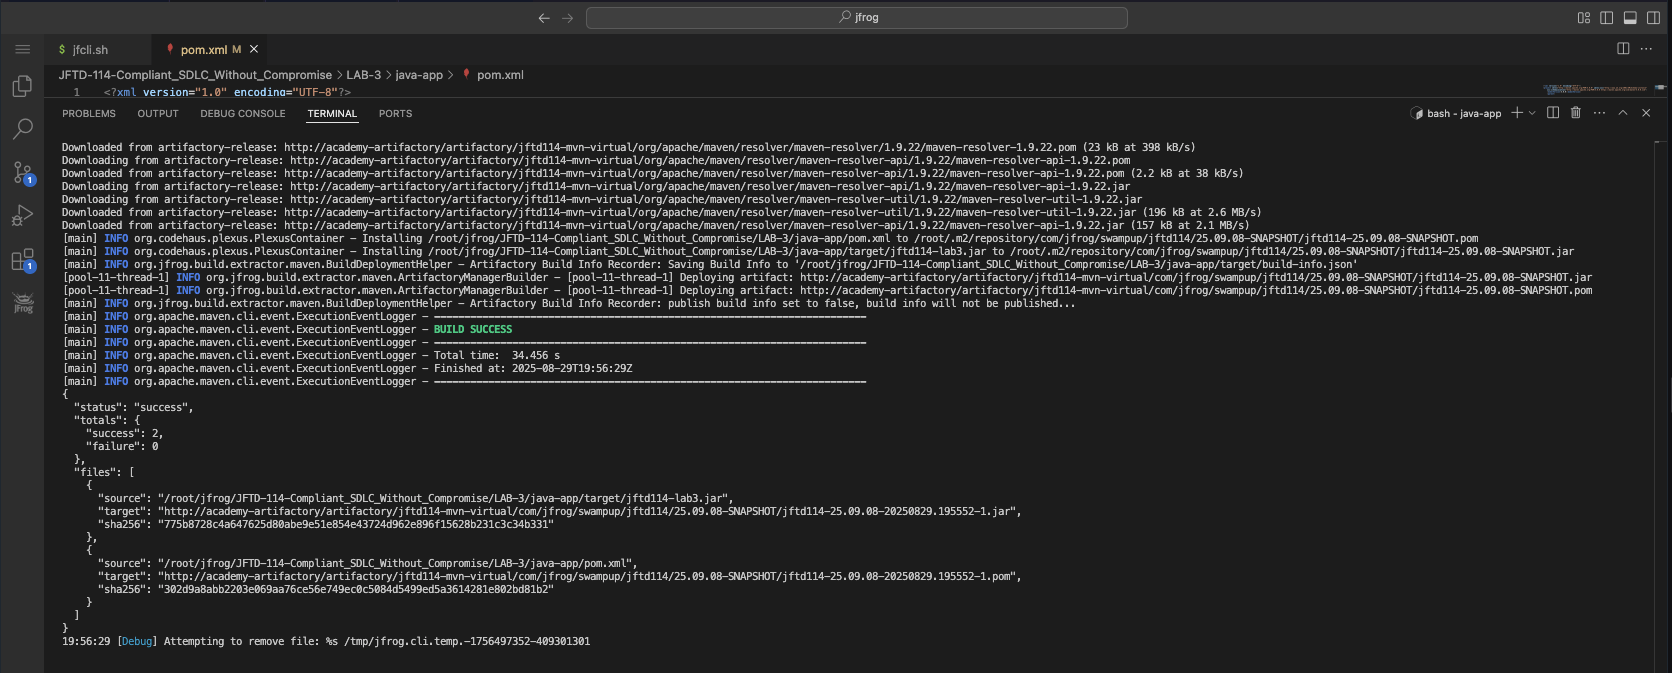 jfrog
$ jfcli.sh
pom.xml M
JFTD-114-Compliant_SDLC_Without_Compromise > LAB-3 > java-app > pom.xml
1 <?xml version="1.0" encoding="UTF-8"?>
PROBLEMS OUTPUT DEBUG CONSOLE TERMINAL PORTS
bash - java-app
Downloaded from artifactory-release: http://academy-artifactory/artifactory/jftd114-mvn-virtual/org/apache/maven/resolver/maven-resolver/1.9.22/maven-resolver-1.9.22.pom (23 kB at 398 kB/s)
Downloading from artifactory-release: http://academy-artifactory/artifactory/jftd114-mvn-virtual/org/apache/maven/resolver/maven-resolver-api/1.9.22/maven-resolver-api-1.9.22.pom
Downloaded from artifactory-release: http://academy-artifactory/artifactory/jftd114-mvn-virtual/org/apache/maven/resolver/maven-resolver-api/1.9.22/maven-resolver-api-1.9.22.pom (2.2 kB at 38 kB/s)
Downloading from artifactory-release: http://academy-artifactory/artifactory/jftd114-mvn-virtual/org/apache/maven/resolver/maven-resolver-api/1.9.22/maven-resolver-api-1.9.22.jar
Downloading from artifactory-release: http://academy-artifactory/artifactory/jftd114-mvn-virtual/org/apache/maven/resolver/maven-resolver-util/1.9.22/maven-resolver-util-1.9.22.jar
Downloaded from artifactory-release: http://academy-artifactory/artifactory/jftd114-mvn-virtual/org/apache/maven/resolver/maven-resolver-util/1.9.22/maven-resolver-util-1.9.22.jar (196 kB at 2.6 MB/s)
Downloaded from artifactory-release: http://academy-artifactory/artifactory/jftd114-mvn-virtual/org/apache/maven/resolver/maven-resolver-api/1.9.22/maven-resolver-api-1.9.22.jar (157 kB at 2.1 MB/s)
[main] INFO org.codehaus.plexus.PlexusContainer - Installing /root/jfrog/JFTD-114-Compliant_SDLC_Without_Compromise/LAB-3/java-app/pom.xml to /root/.m2/repository/com/jfrog/swampup/jftd114/25.09.08-SNAPSHOT/jftd114-25.09.08-SNAPSHOT.pom
[main] INFO org.codehaus.plexus.PlexusContainer - Installing /root/jfrog/JFTD-114-Compliant_SDLC_Without_Compromise/LAB-3/java-app/target/jftd114-lab3.jar to /root/.m2/repository/com/jfrog/swampup/jftd114/25.09.08-SNAPSHOT/jftd114-25.09.08-SNAPSHOT.jar
[main] INFO org.jfrog.build.extractor.maven.BuildDeploymentHelper - Artifactory Build Info Recorder: Saving Build Info to '/root/jfrog/JFTD-114-Compliant_SDLC_Without_Compromise/LAB-3/java-app/target/build-info.json'
[pool-11-thread-1] INFO org.jfrog.build.extractor.maven.ArtifactoryManagerBuilder - [pool-11-thread-1] Deploying artifact: http://academy-artifactory/artifactory/jftd114-mvn-virtual/com/jfrog/swampup/jftd114/25.09.08-SNAPSHOT/jftd114-25.09.08-SNAPSHOT.jar
[pool-11-thread-1] INFO org.jfrog.build.extractor.maven.ArtifactoryManagerBuilder - [pool-11-thread-1] Deploying artifact: http://academy-artifactory/artifactory/jftd114-mvn-virtual/com/jfrog/swampup/jftd114/25.09.08-SNAPSHOT/jftd114-25.09.08-SNAPSHOT.pom
[main] INFO org.jfrog.build.extractor.maven.BuildDeploymentHelper - Artifactory Build Info Recorder: publish build info set to false, build info will not be published...
[main] INFO org.apache.maven.cli.event.ExecutionEventLogger - ------------------------------------------------------------------------
[main] INFO org.apache.maven.cli.event.ExecutionEventLogger - BUILD SUCCESS
[main] INFO org.apache.maven.cli.event.ExecutionEventLogger - ------------------------------------------------------------------------
[main] INFO org.apache.maven.cli.event.ExecutionEventLogger - Total time:  34.456 s
[main] INFO org.apache.maven.cli.event.ExecutionEventLogger - Finished at: 2025-08-29T19:56:29Z
[main] INFO org.apache.maven.cli.event.ExecutionEventLogger - ------------------------------------------------------------------------
{
"status": "success",
"totals": {
"success": 2,
"failure": 0
},
"files": [
{
"source": "/root/jfrog/JFTD-114-Compliant_SDLC_Without_Compromise/LAB-3/java-app/target/jftd114-lab3.jar",
"target": "http://academy-artifactory/artifactory/jftd114-mvn-virtual/com/jfrog/swampup/jftd114/25.09.08-SNAPSHOT/jftd114-25.09.08-20250829.195552-1.jar",
"sha256": "775b8728c4a647625d80abe9e51e854e43724d962e896f15628b231c3c34b331"
},
{
"source": "/root/jfrog/JFTD-114-Compliant_SDLC_Without_Compromise/LAB-3/java-app/pom.xml",
"target": "http://academy-artifactory/artifactory/jftd114-mvn-virtual/com/jfrog/swampup/jftd114/25.09.08-SNAPSHOT/jftd114-25.09.08-20250829.195552-1.pom",
"sha256": "302d9a8abb2203e069aa76ce56e749ec0c5084d5499ed5a3614281e802bd81b2"
}
]
}
19:56:29 [Debug] Attempting to remove file: %s /tmp/jfrog.cli.temp.-1756497352-409301301
1
1
jFrog